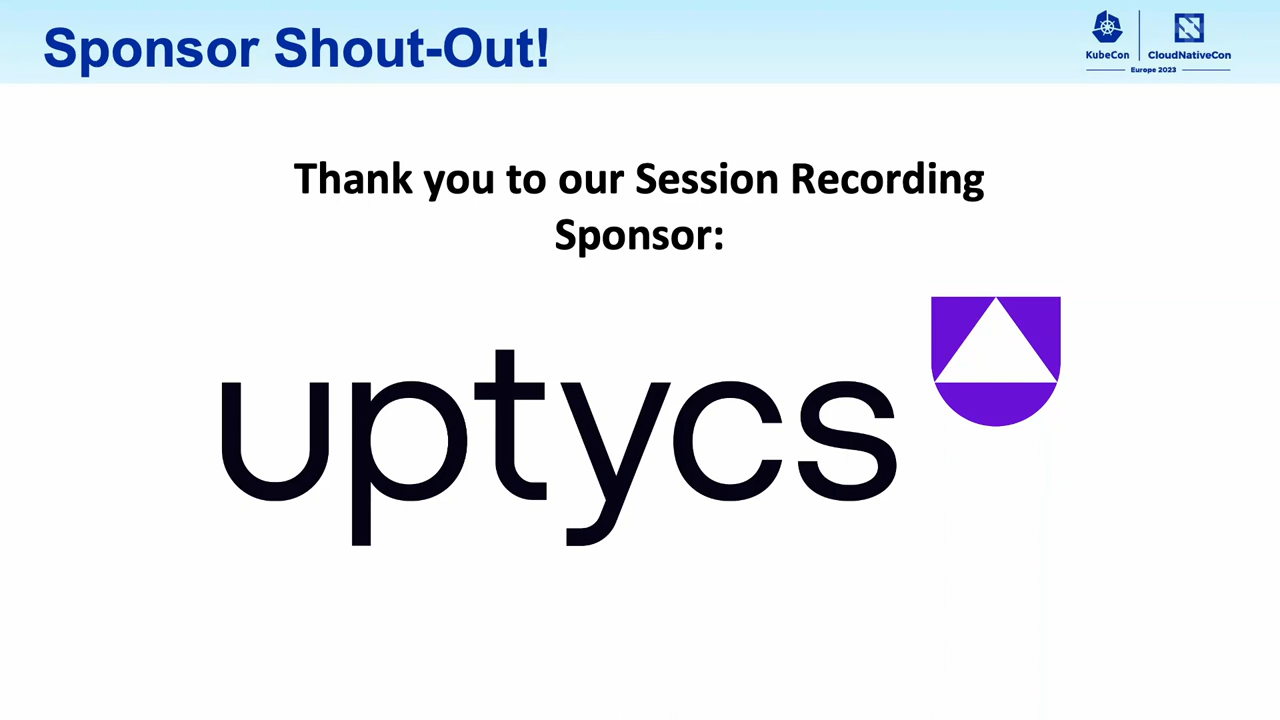 Sponsor Shout-Out!
KubeCon
CloudNativeCon
Europe 2023
Thank you to our Session Recording
Sponsor:
uptycs